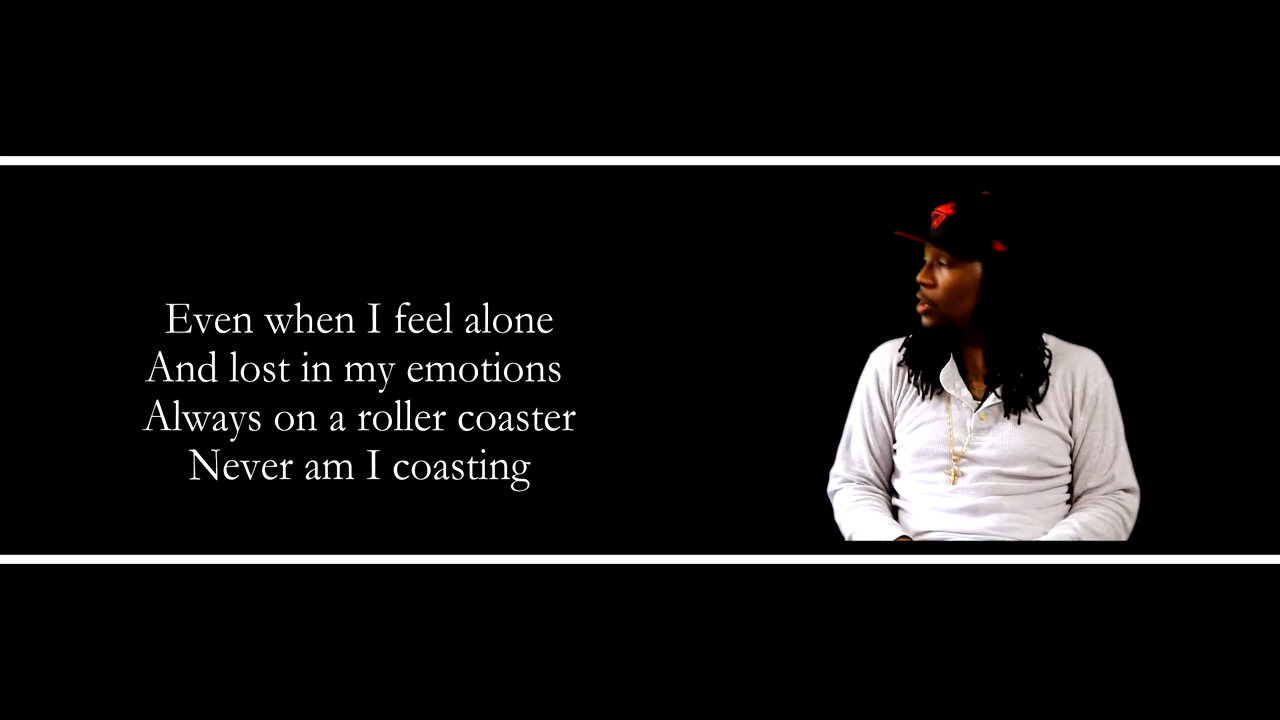 Even when I feel alone
And lost in my emotions
Always on a roller coaster
Never am I coasting